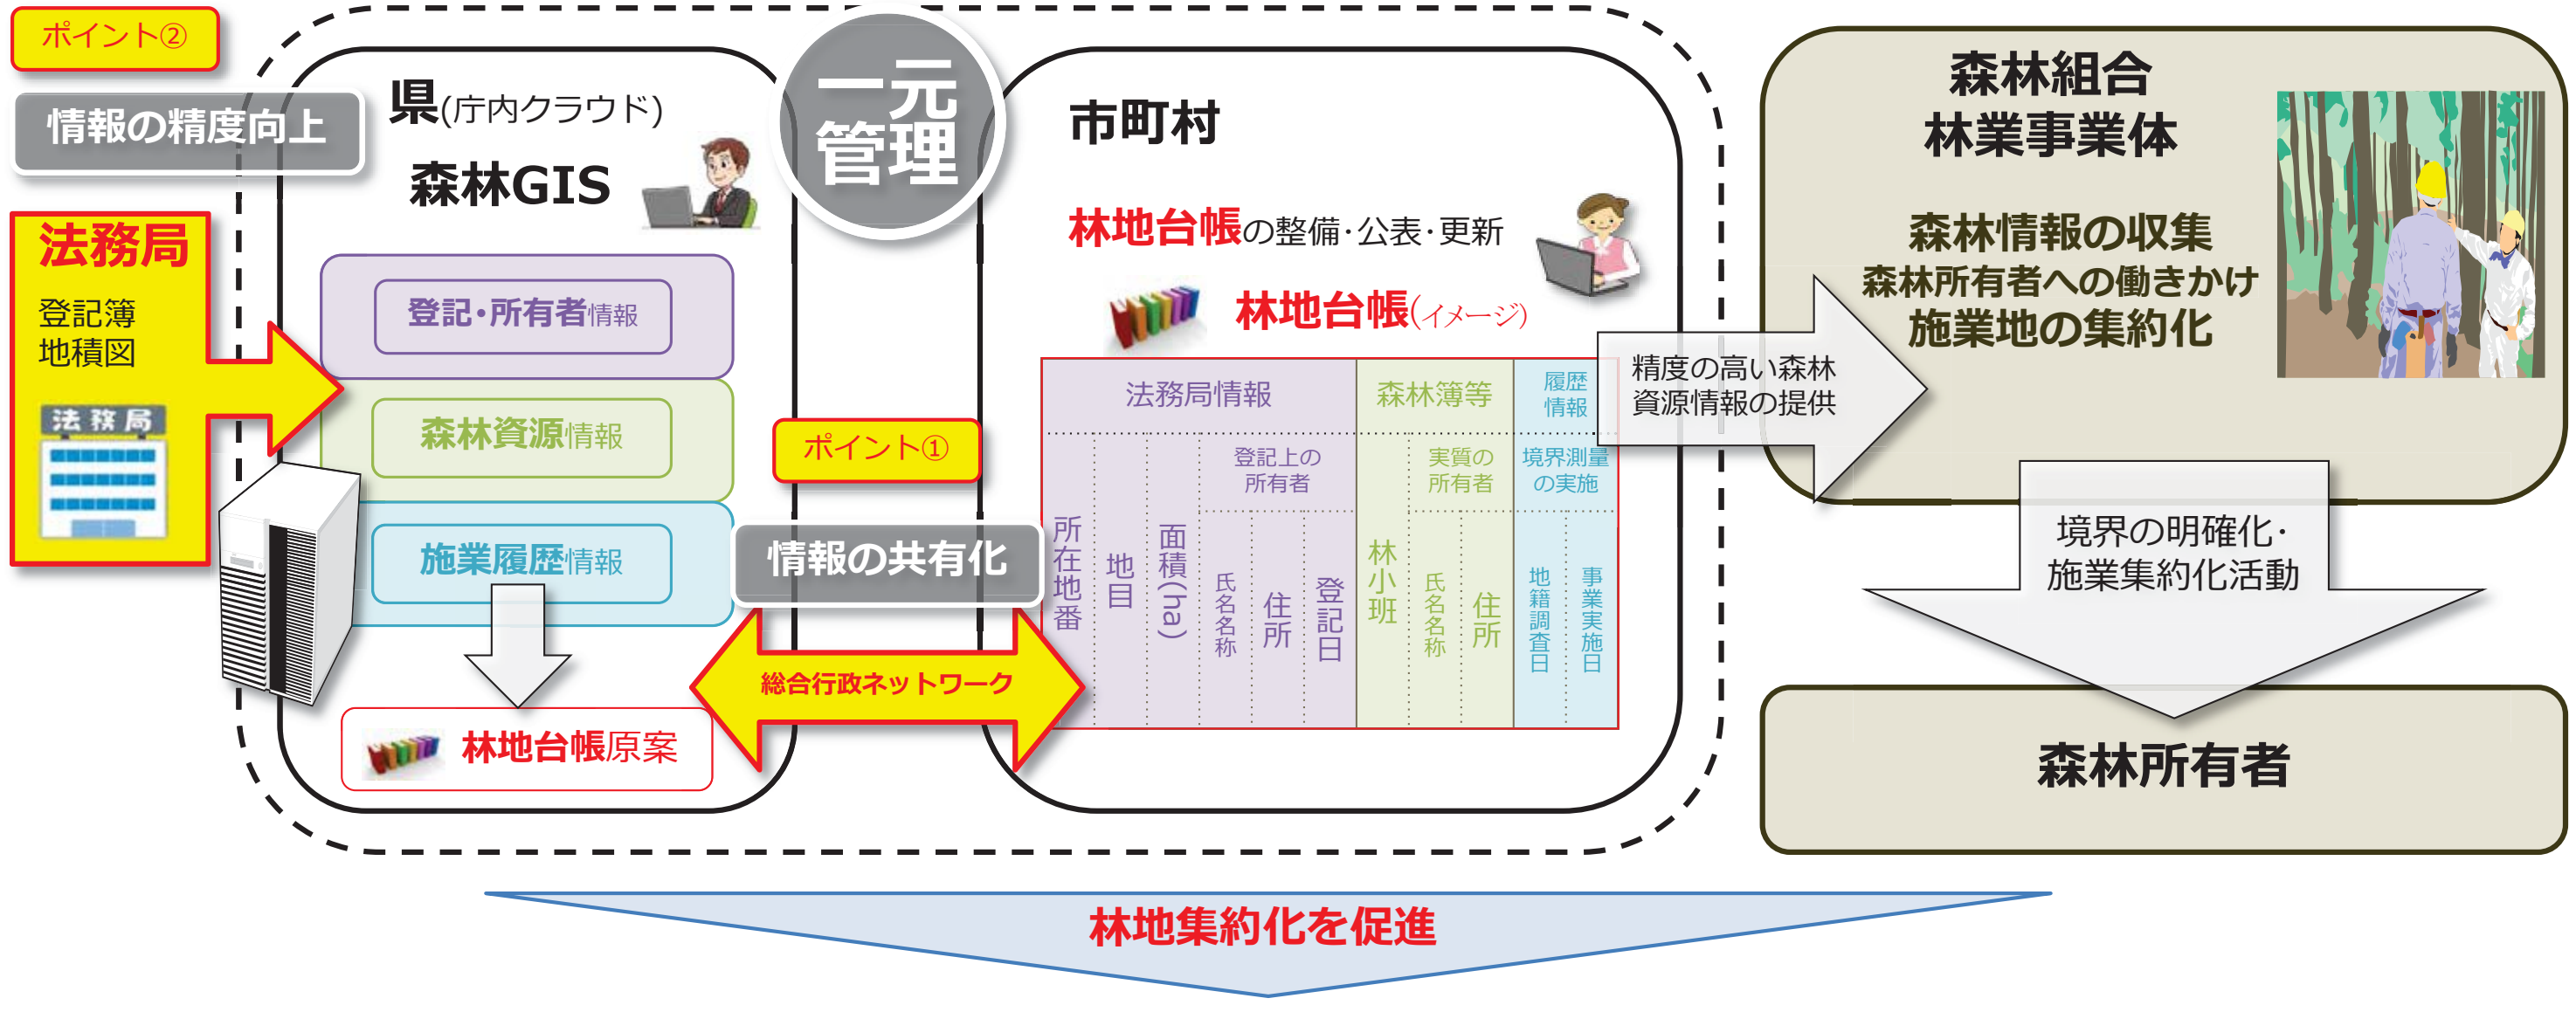 ポイント②
情報の精度向上
法務局
登記簿
地積図
法務局
県(庁内クラウド)
森林GIS
登記・所有者情報
森林資源情報
施業履歴情報
林地台帳原案
一元
管理
ポイント①
情報の共有化
総合行政ネットワーク
市町村
林地台帳の整備・公表・更新
林地台帳(イメージ)
法務局情報
森林簿等
履歴
情報
登記上の
所有者
実質の
所有者
境界測量
の実施
所在地番
地目
面積(ha)
氏名名称
住所
登記日
林小班
氏名名称
住所
地籍調査日
事業実施日
精度の高い森林
資源情報の提供
森林組合
林業事業体
森林情報の収集
森林所有者への働きかけ
施業地の集約化
境界の明確化・
施業集約化活動
森林所有者
林地集約化を促進